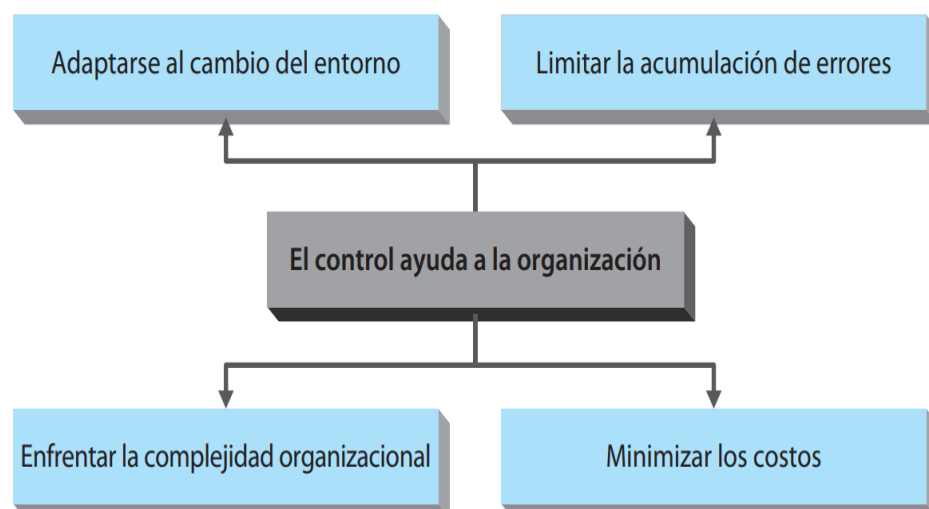 Adaptarse al cambio del entorno
Limitar la acumulación de errores
El control ayuda a la organización
Enfrentar la complejidad organizacional
Minimizar los costos